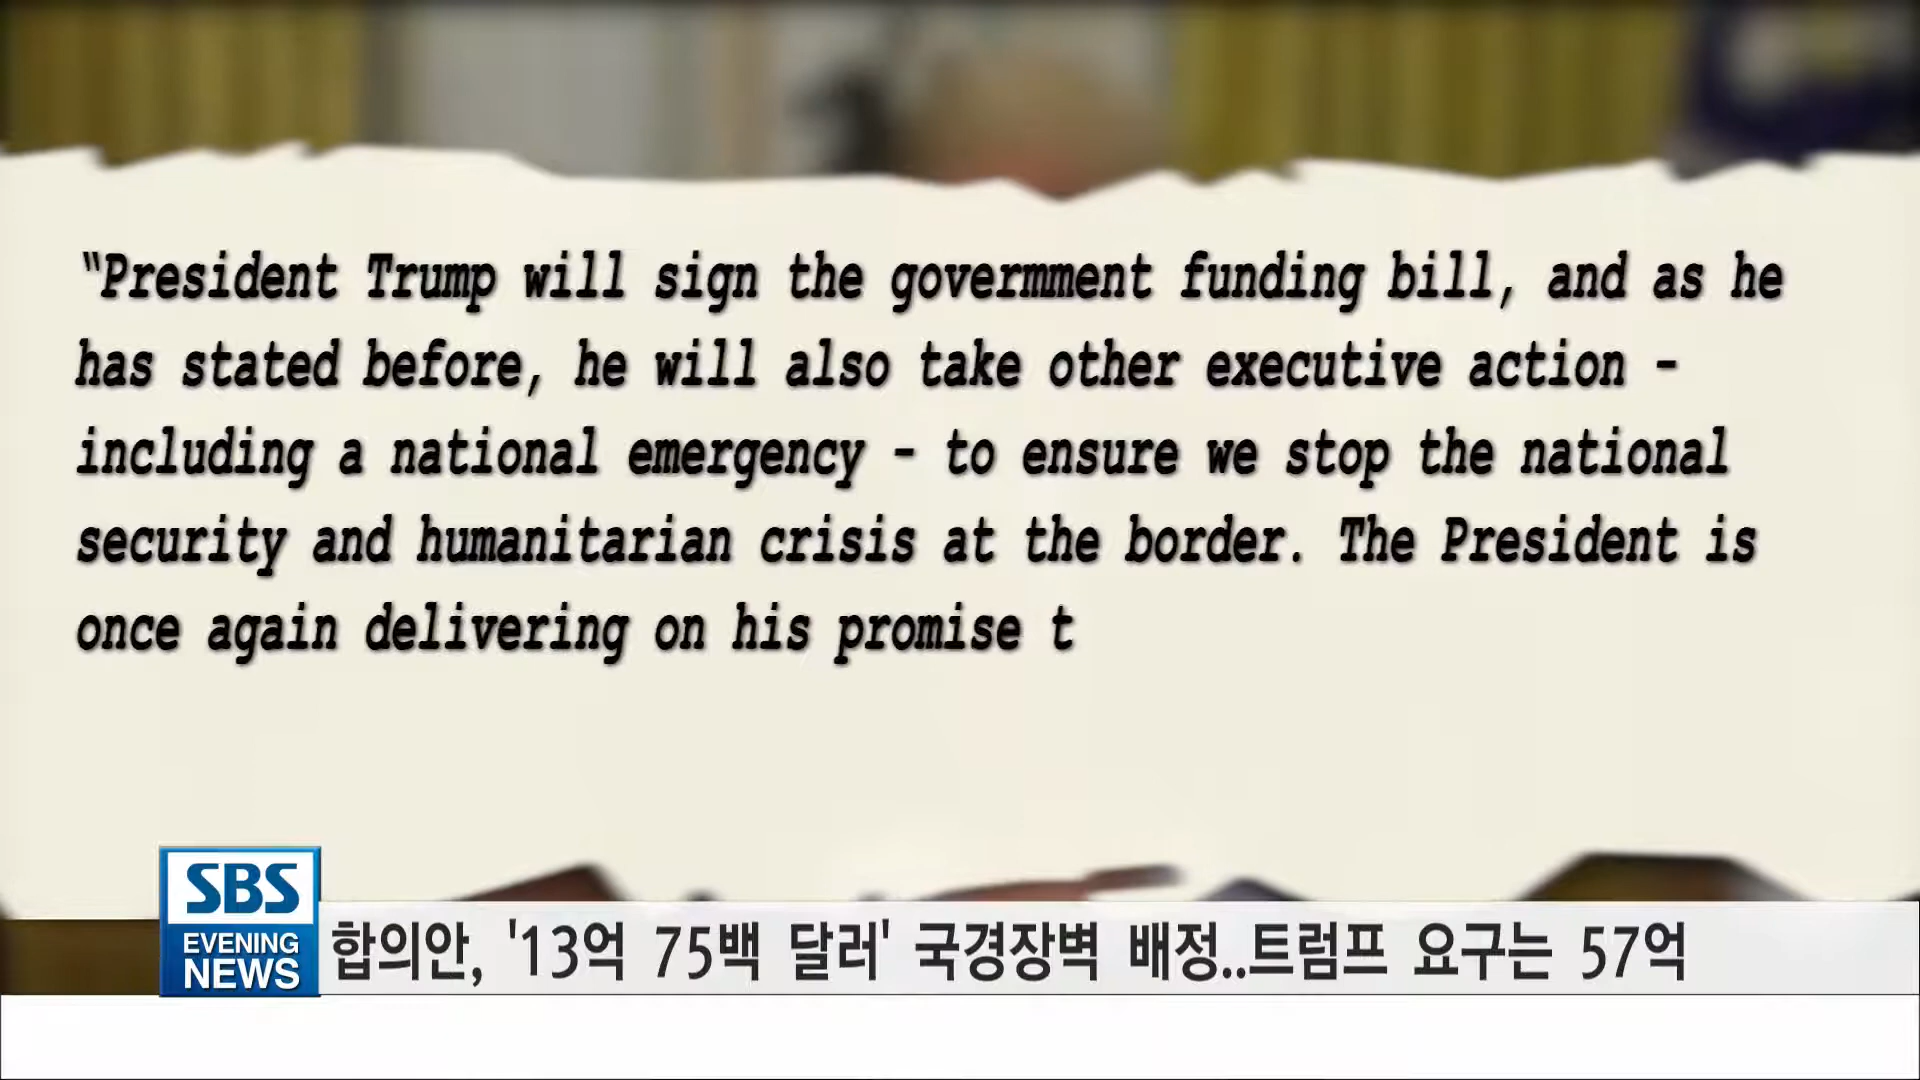 “President Trump will sign the govermment funding bill, and as he
has stated before, he will also take other executive action -
including a national emergency - to ensure we stop the national
security and humanitarian crisis at the border. The President is
once again delivering on his promise t
SBS
EVENING
NEWS
합의안, '13억 75백 달러' 국경장벽 배정..트럼프 요구는 57억